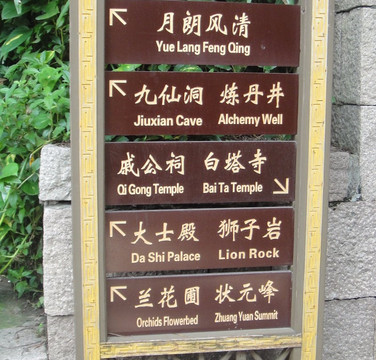 月朗风清
Yue Lang Feng Qing
九仙洞 炼丹井
Jiuxian Cave Alchemy Well
戚公祠 白塔寺
Qi Gong Temple Bai Ta Temple
大士殿 狮子岩
Da Shi Palace Lion Rock
兰花圃 状元峰
Orchids Flowerbed Zhuang Yuan Summit